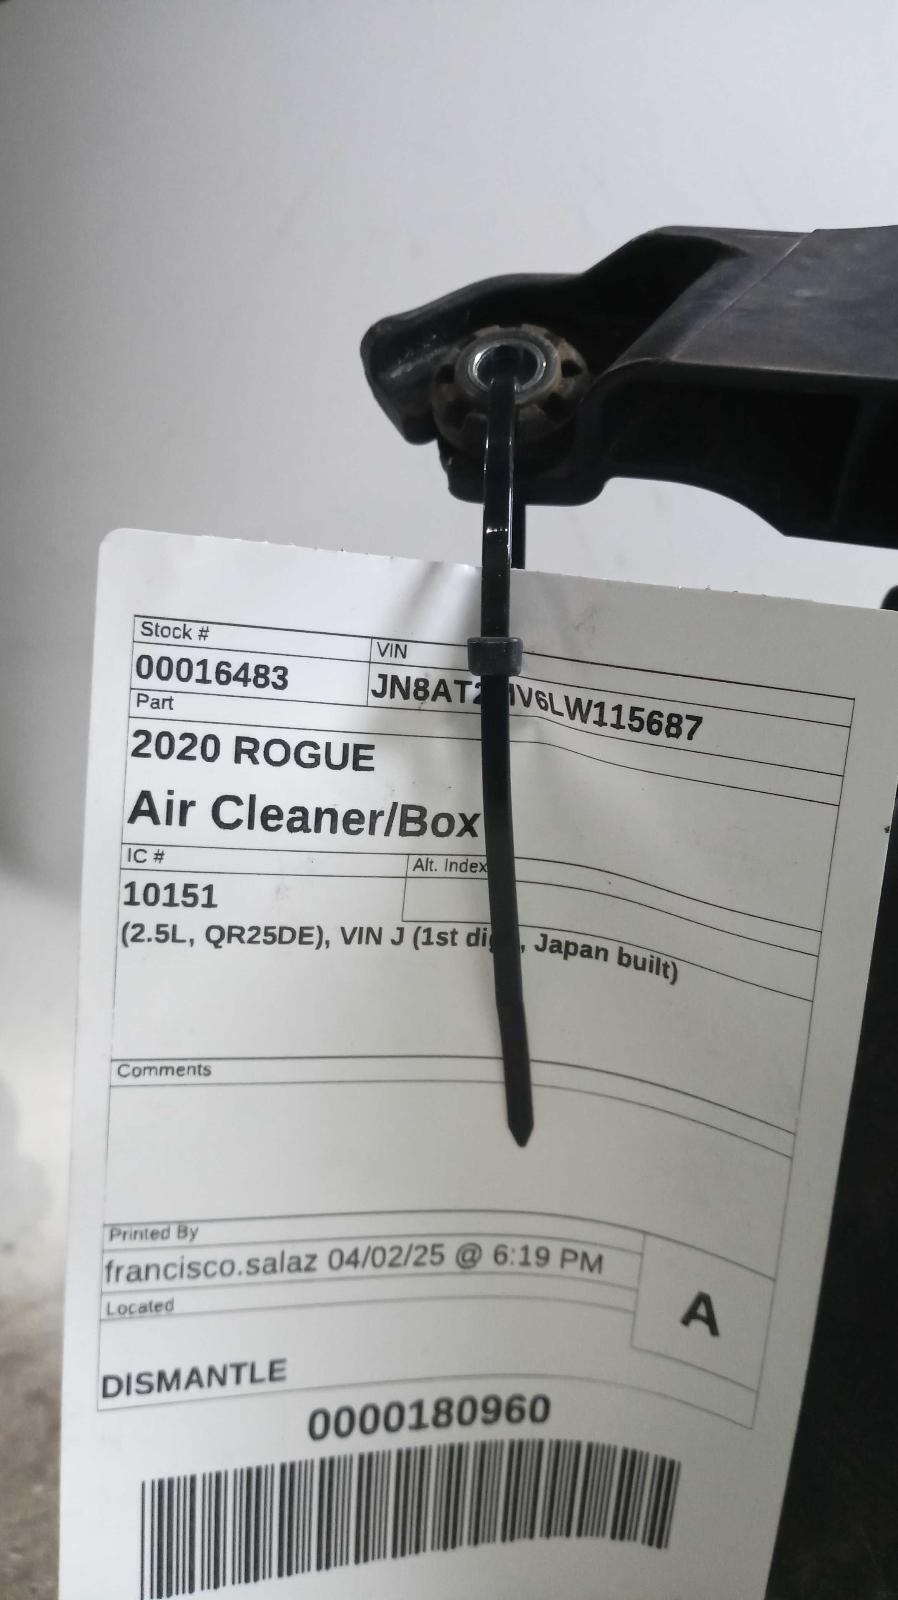 Stock #
VIN
00016483
JN8AT2 V6LW115687
Part
2020 ROGUE
Air Cleaner/Box
IC #
Alt. Index
10151
(2.5L, QR25DE), VIN J (1st di , Japan built)
Comments
Printed By
francisco.salaz 04/02/25 @ 6:19 PM
A
Located
DISMANTLE
0000180960